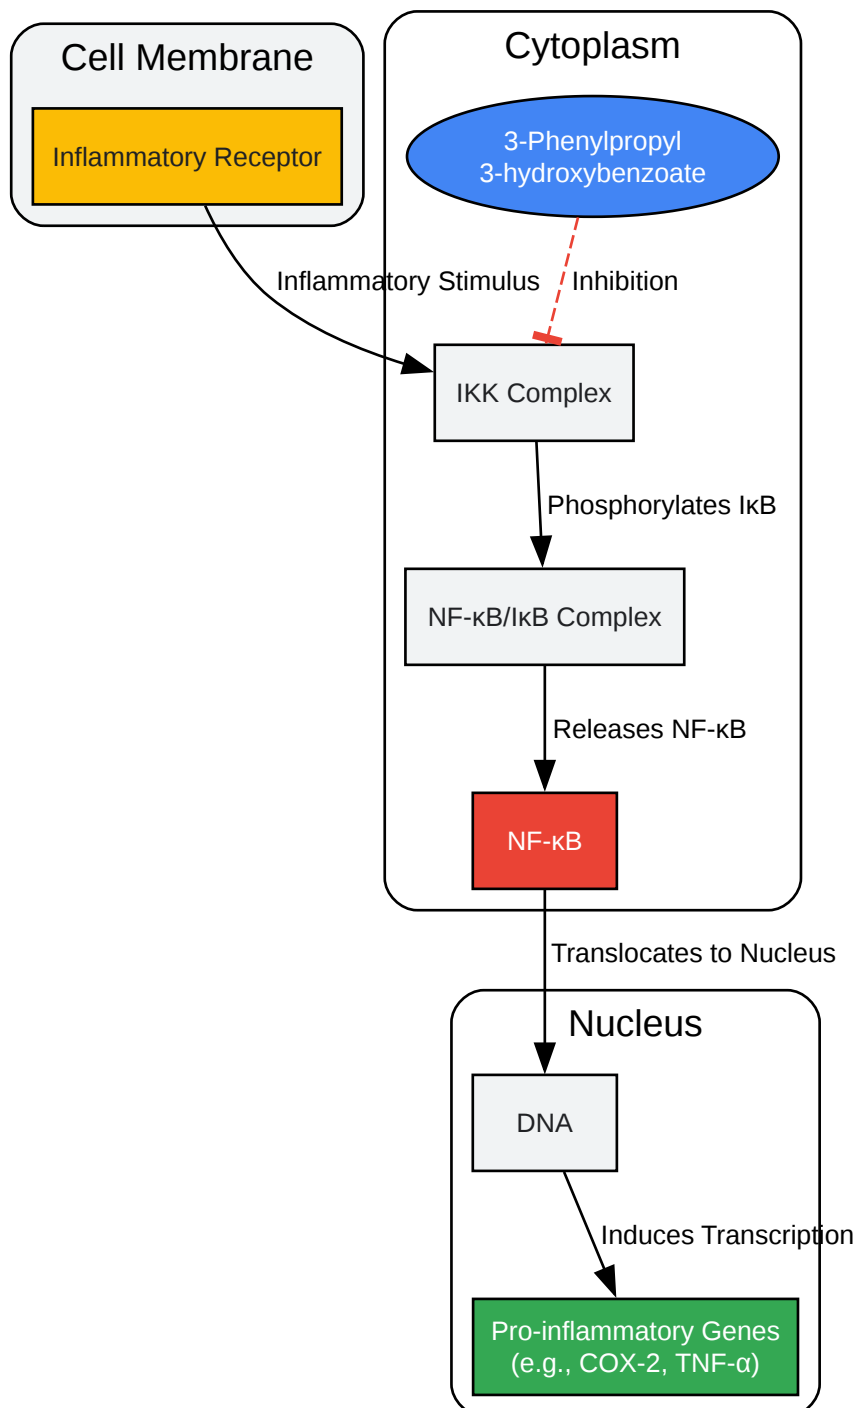 Cell Membrane
Inflammatory Receptor
Cytoplasm
3-Phenylpropyl
3-hydroxybenzoate
Inflammatory Stimulus
Inhibition
IKK Complex
Phosphorylates IκB
NF-κB/IκB Complex
Releases NF-κB
NF-κB
Translocates to Nucleus
Nucleus
DNA
Induces Transcription
Pro-inflammatory Genes
(e.g., COX-2, TNF-α)